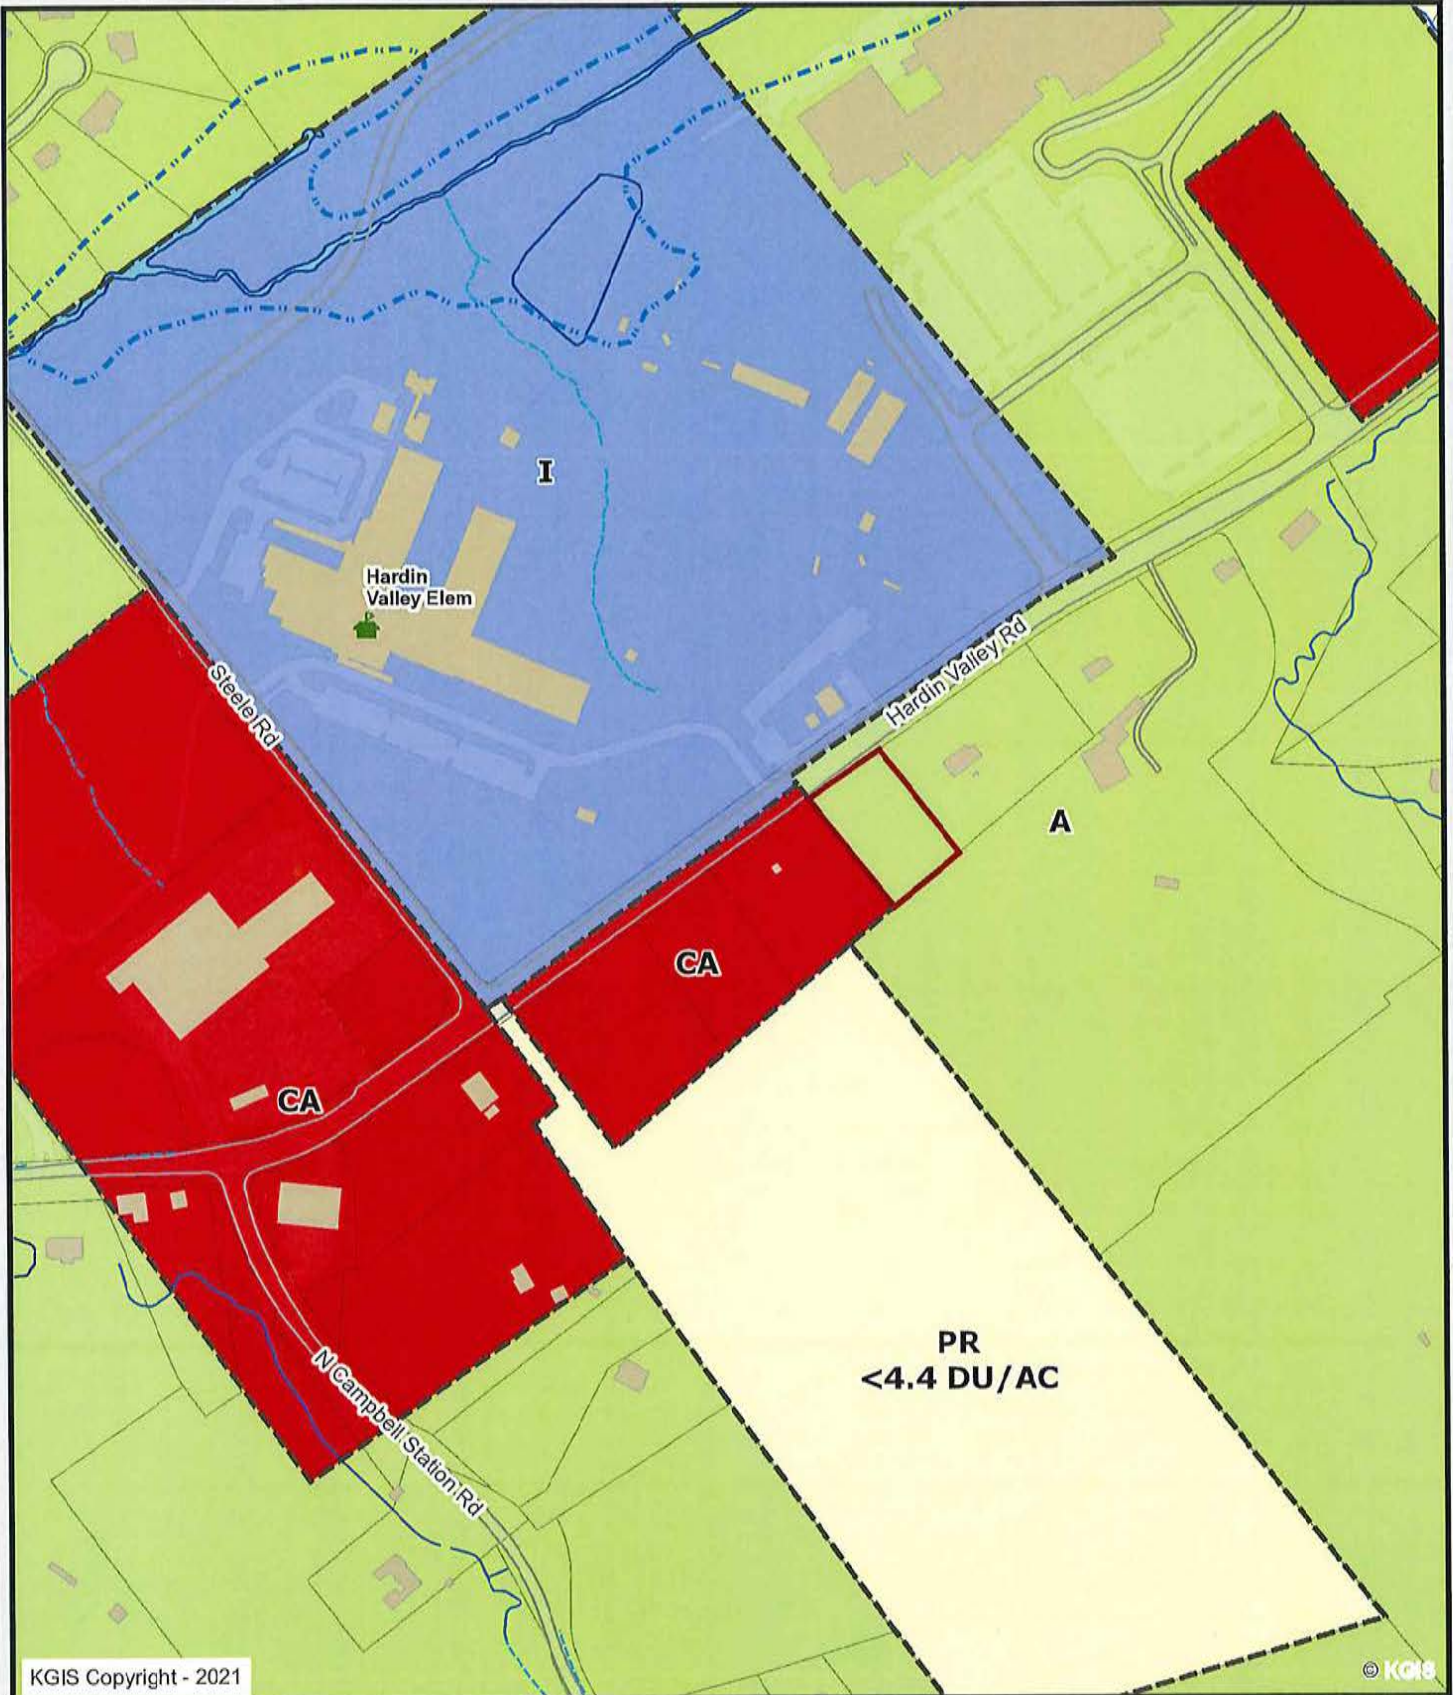 I
Hardin
Valley Elem
Steele Rd
Hardin Valley Rd
A
CA
CA
PR
<4.4 DU/AC
N Campbell Station Rd
KGIS Copyright - 2021
© KGIS